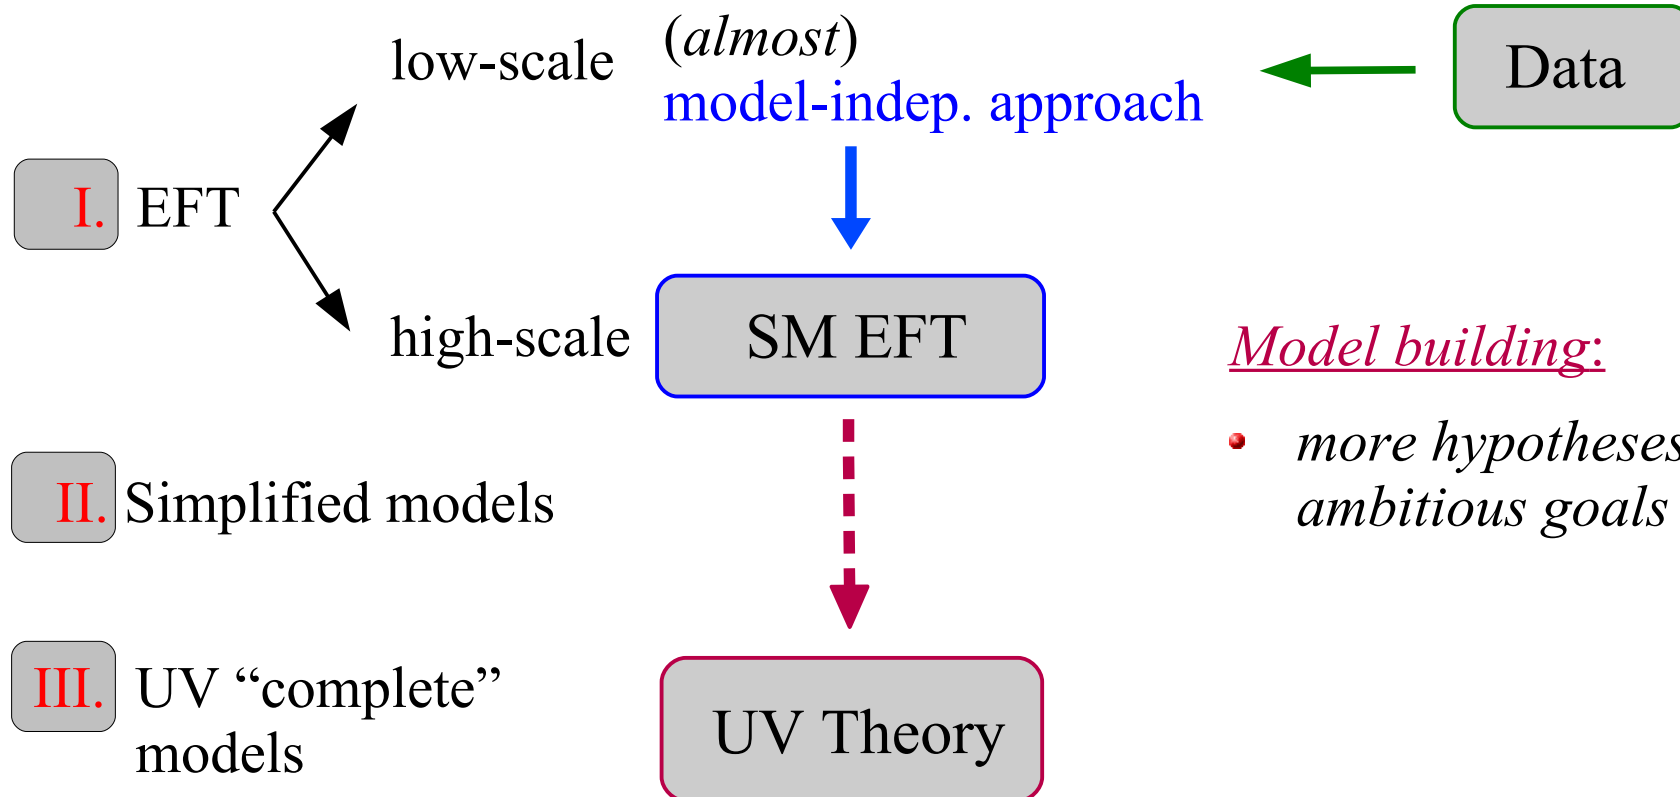 low-scale (almost)
model-indep. approach
Data
I. EFT
high-scale SM EFT
Model building:
more hypotheses
ambitious goals
II. Simplified models
III. UV “complete”
models
UV Theory